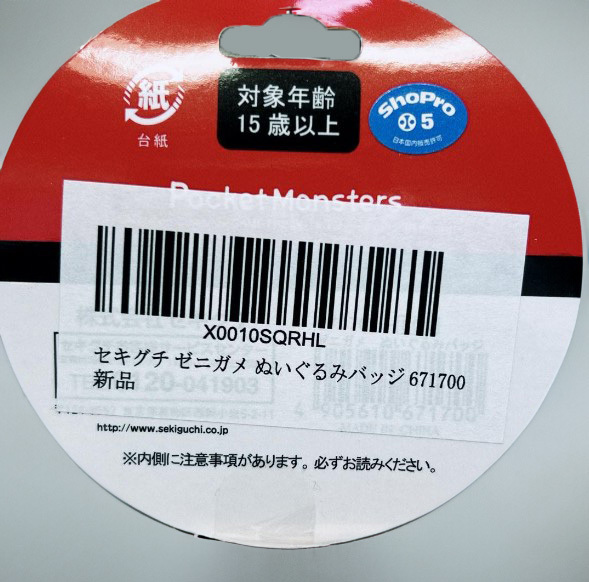 紙
台紙
対象年齢
15歳以上
ShoPro
5
日本国内販売許可
Pocket Monsters
X0010SQRHL
セキグチ ゼニガメ ぬいぐるみバッジ 671700
新品
TEL 0120-041903
4 905610 671700
MADE IN CHINA
http://www.sekiguchi.co.jp
※内側に注意事項があります。必ずお読みください。